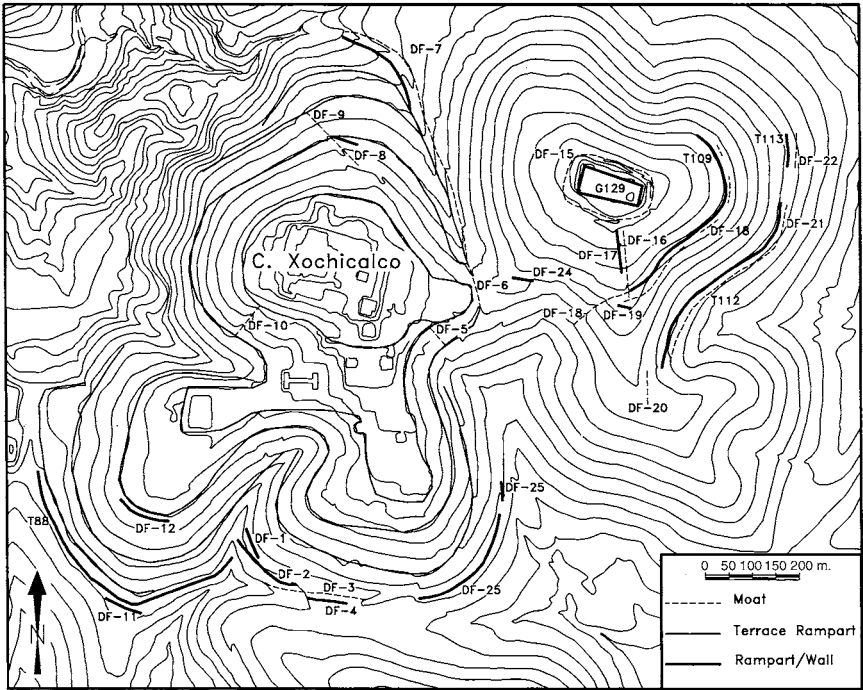 DF-7
DF-9
DF-8
T113
T109
DF-22
DF-15
G129
DF-21
DF-16
DF-18
DF-17
C. Xochicalco
DF-24
DF-6
DF-18
DF-19
T112
DF-5
DF-10
DF-20
DF-25
T88
DF-12
DF-1
DF-2
DF-3
DF-25
DF-4
DF-11
N
0 50 100 150 200 m.
Moat
Terrace Rampart
Rampart/Wall